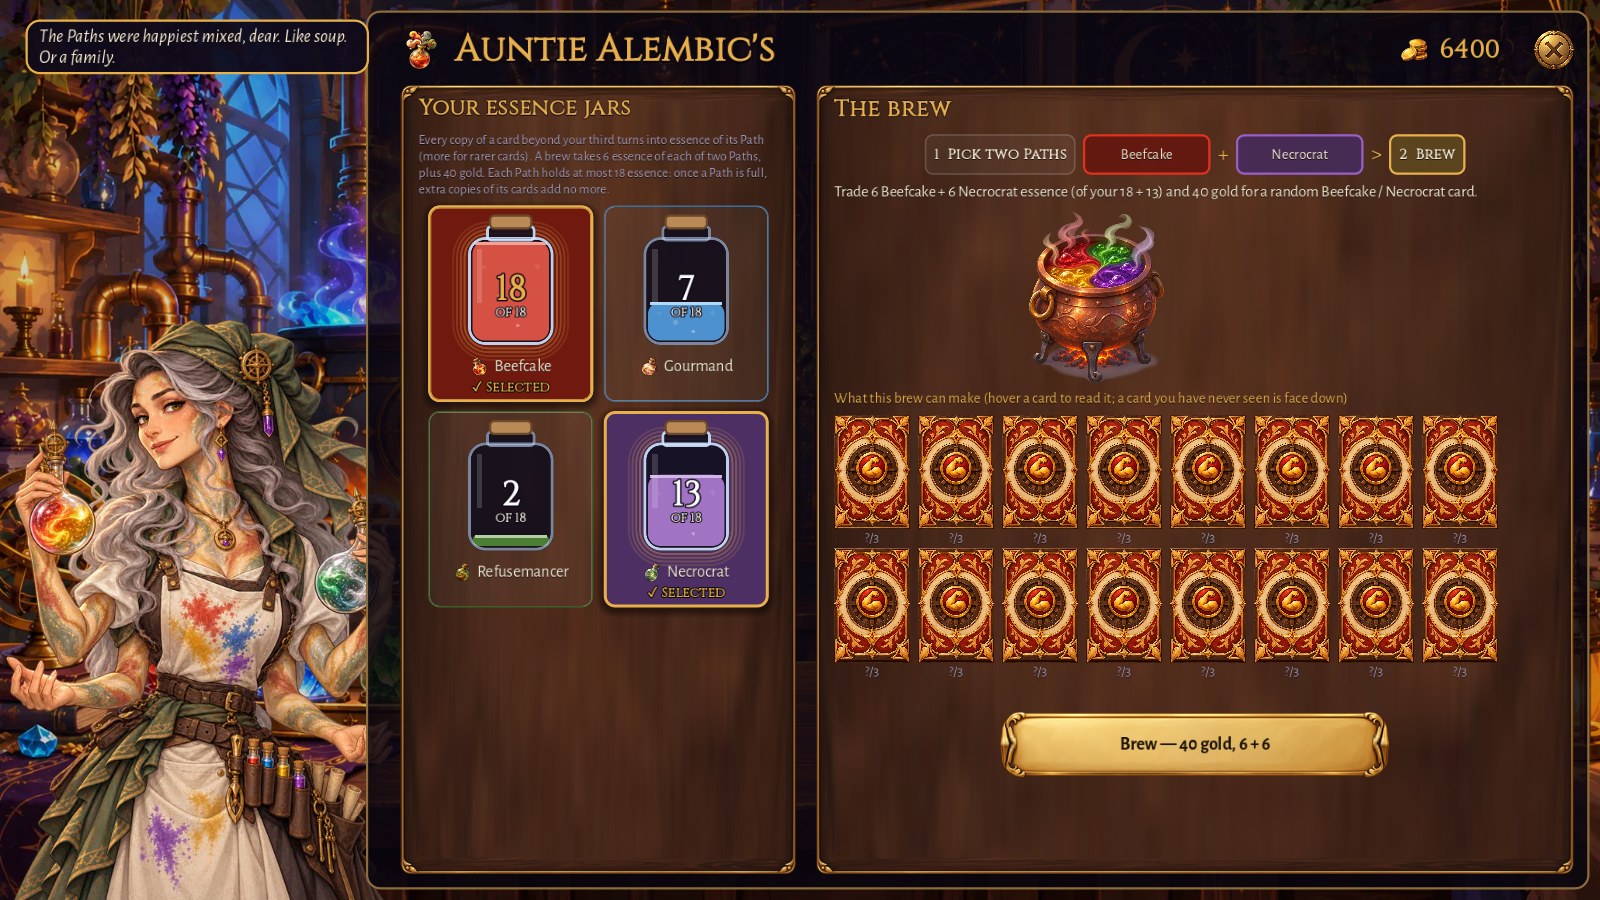 The Paths were happiest mixed, dear. Like soup.
Or a family.
AUNTIE ALEMBIC'S
6400
YOUR ESSENCE JARS
Every copy of a card beyond your third turns into essence of its Path
(more for rarer cards). A brew takes 6 essence of each of two Paths,
plus 40 gold. Each Path holds at most 18 essence: once a Path is full,
extra copies of its cards add no more.
18
OF 18
Beefcake
✓ SELECTED
7
OF 18
Gourmand
2
OF 18
Refusemancer
13
OF 18
Necrocrat
✓ SELECTED
THE BREW
1 PICK TWO PATHS Beefcake + Necrocrat > 2 BREW
Trade 6 Beefcake + 6 Necrocrat essence (of your 18 + 13) and 40 gold for a random Beefcake / Necrocrat card.
What this brew can make (hover a card to read it; a card you have never seen is face down)
?/3 ?/3 ?/3 ?/3 ?/3 ?/3 ?/3 ?/3
?/3 ?/3 ?/3 ?/3 ?/3 ?/3 ?/3 ?/3
Brew — 40 gold, 6 + 6